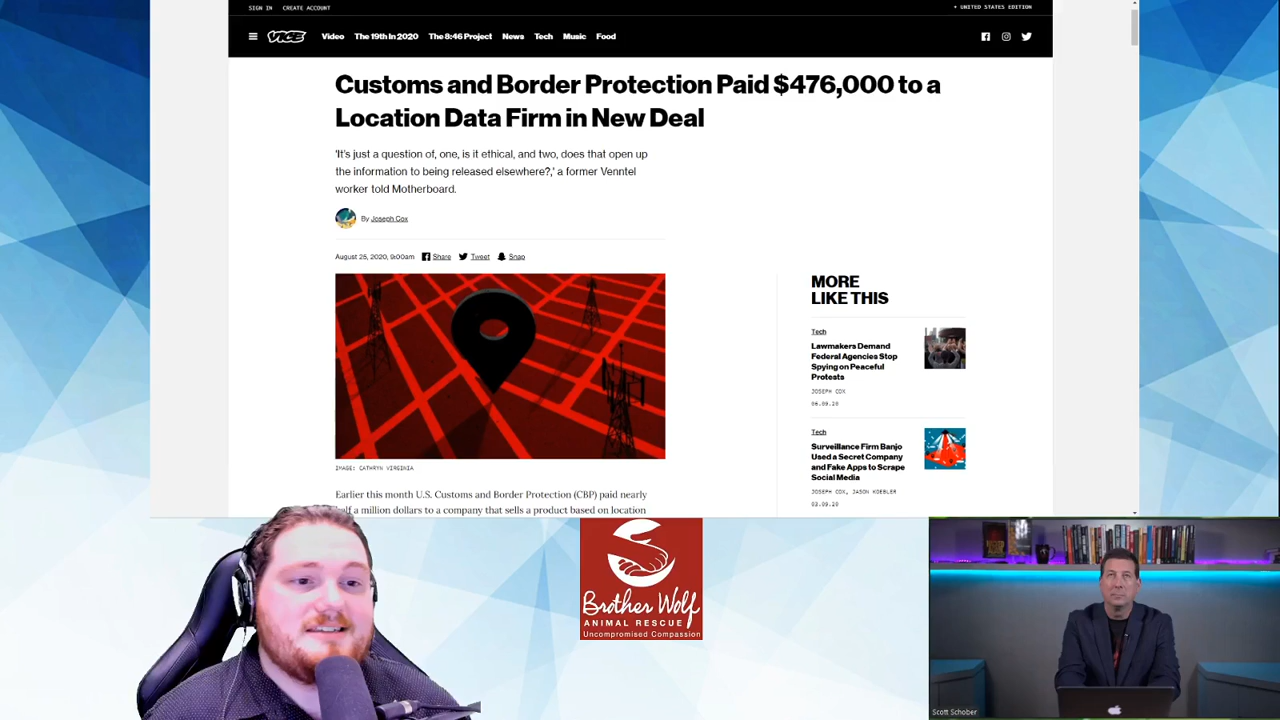 SIGN IN CREATE ACCOUNT
+ UNITED STATES EDITION
VICE Video The 19th in 2020 The 8:46 Project News Tech Music Food
Customs and Border Protection Paid $476,000 to a
Location Data Firm in New Deal
'It's just a question of, one, is it ethical, and two, does that open up
the information to being released elsewhere?,' a former Venntel
worker told Motherboard.
By Joseph Cox
August 25, 2020, 9:00am Share Tweet Snap
IMAGE: CATHRYN VIRGINIA
Earlier this month U.S. Customs and Border Protection (CBP) paid nearly
half a million dollars to a company that sells a product based on location
MORE
LIKE THIS
Tech
Lawmakers Demand
Federal Agencies Stop
Spying on Peaceful
Protests
JOSEPH COX
06.09.20
Tech
Surveillance Firm Banjo
Used a Secret Company
and Fake Apps to Scrape
Social Media
JOSEPH COX, JASON KOEBLER
03.09.20
Brother Wolf
ANIMAL RESCUE
Uncompromised Compassion
Scott Schober